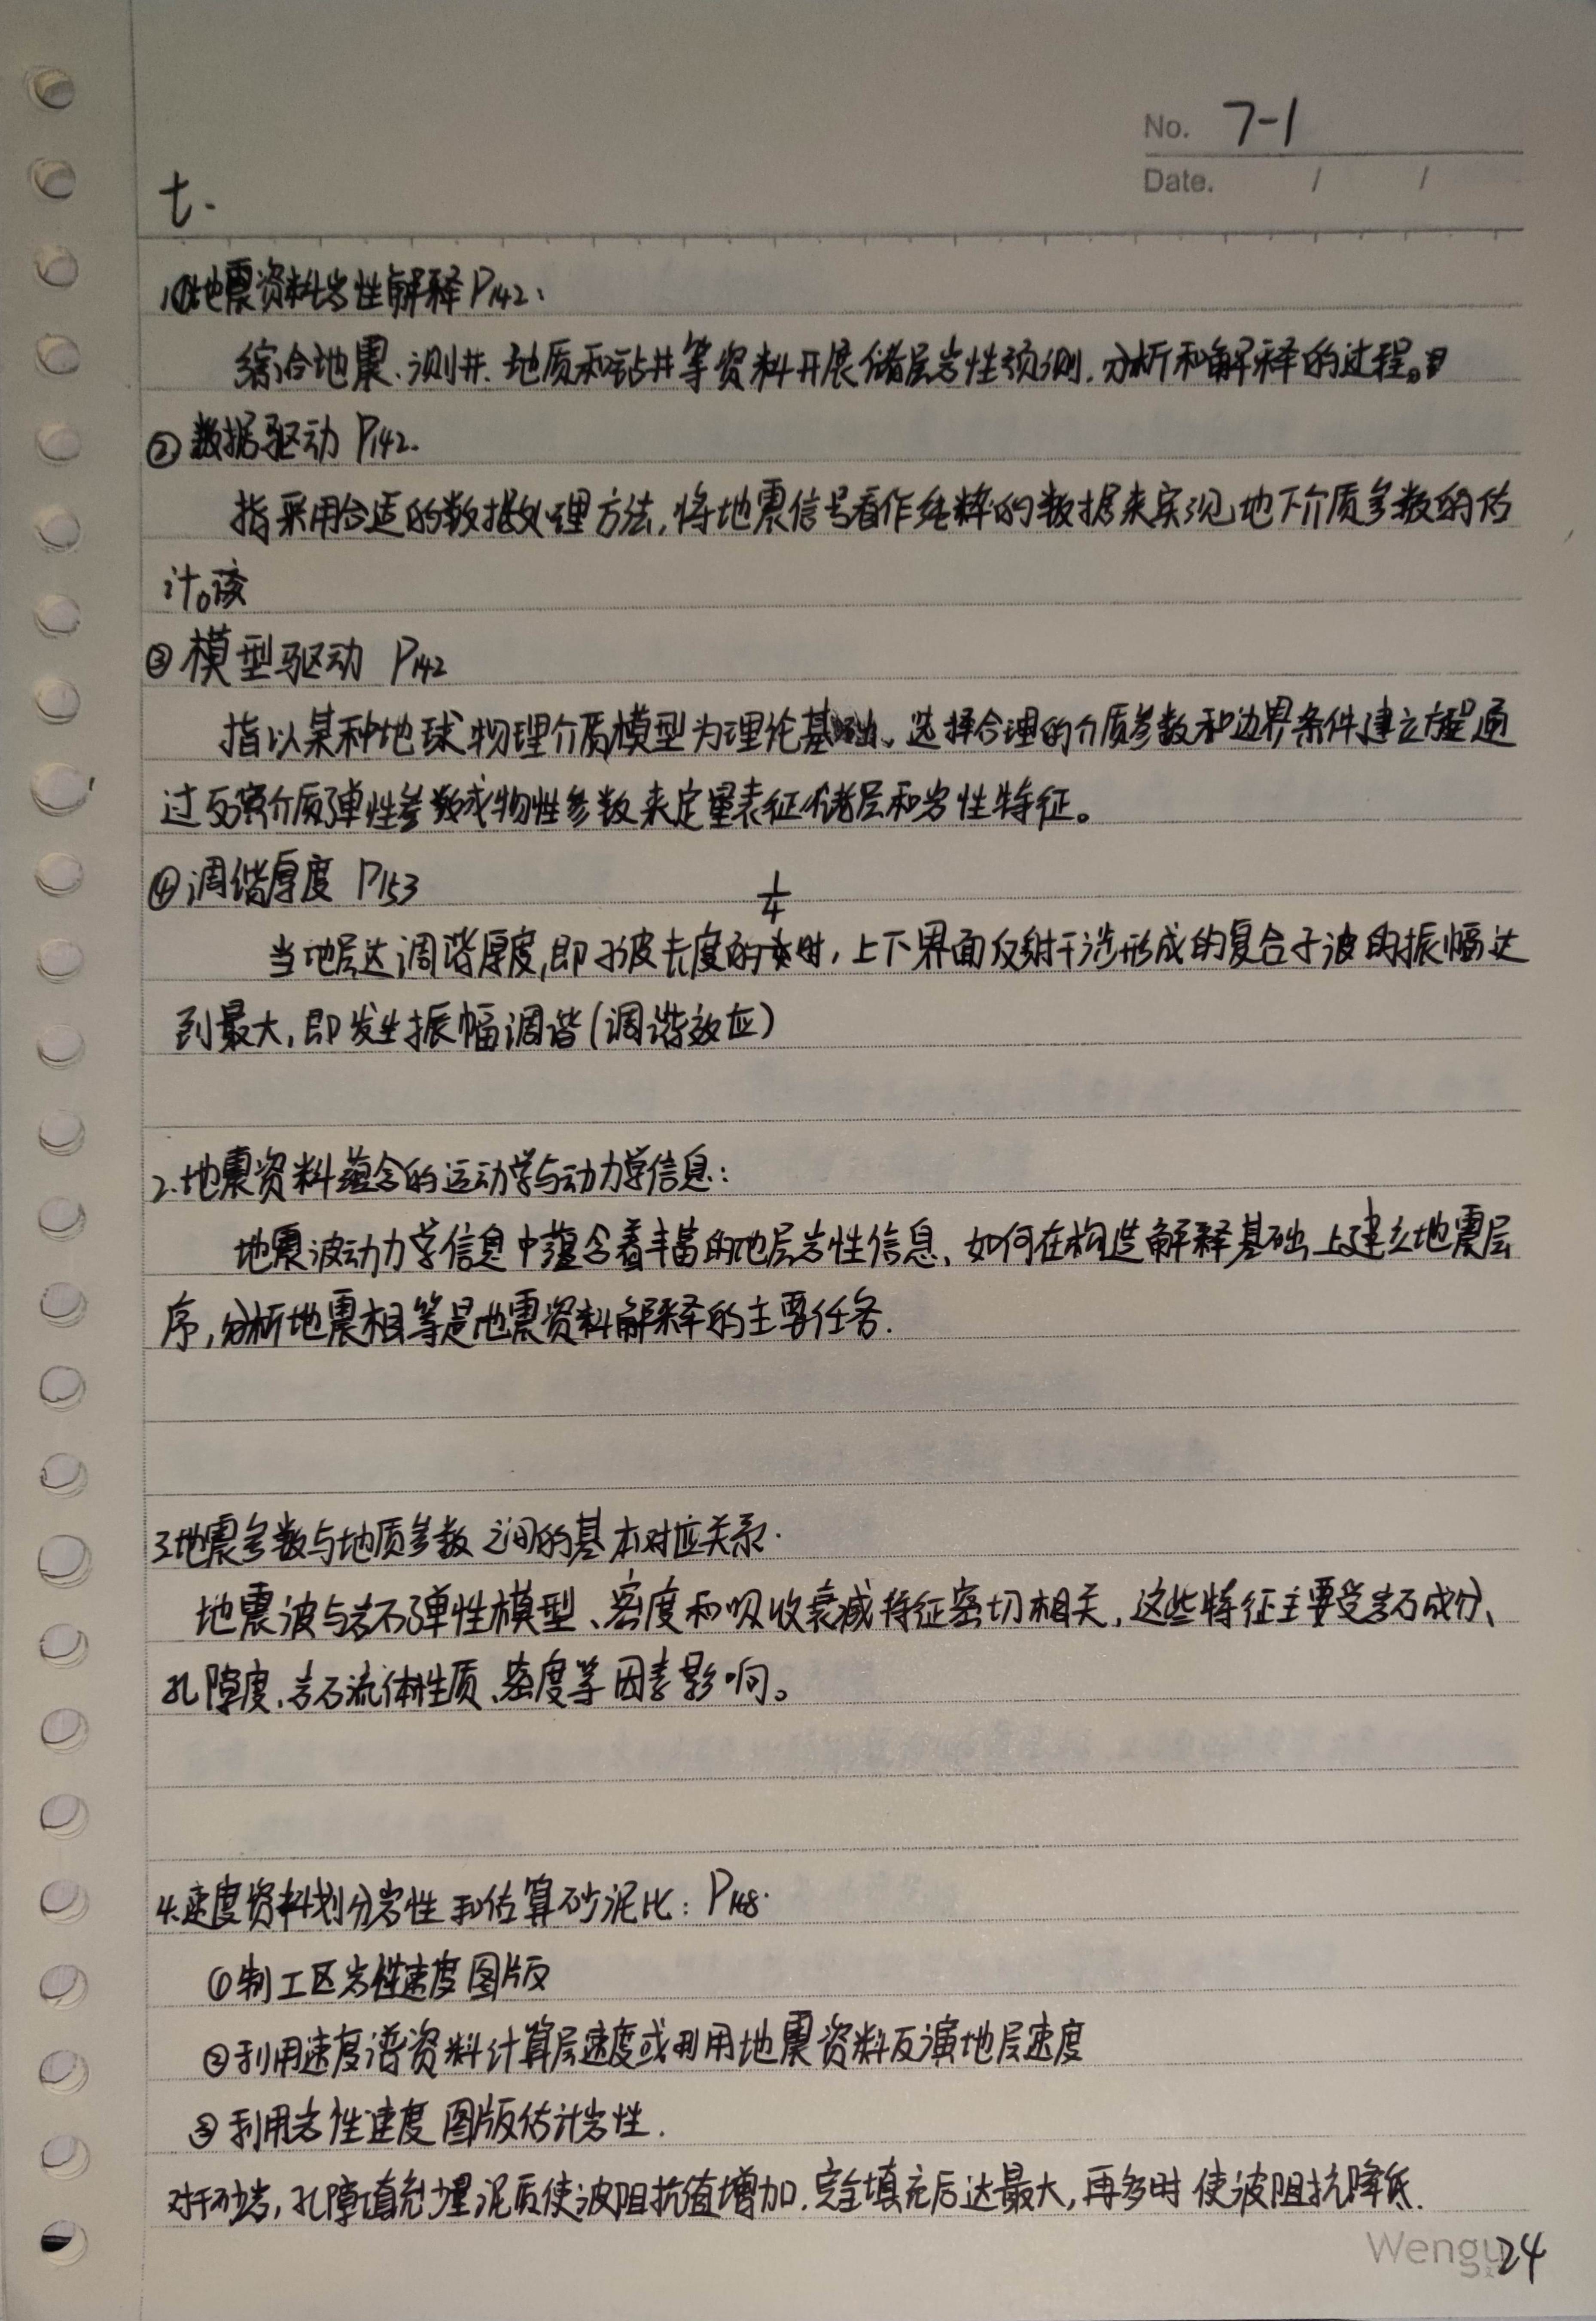 No. 7-1
Date. / /
七.
1.①地震资料岩性解释 P142:
综合地震、测井、地质和钻井等资料开展储层岩性预测,分析和解释的过程。
② 数据驱动 P142.
指采用合适的数据处理方法,将地震信号看作纯粹的数据来实现地下介质参数的估
计。该
③ 模型驱动 P142
指以某种地球物理介质模型为理论基础、选择合理的介质参数和边界条件建立方程通
过反演介质弹性参数或物性参数来定量表征储层和岩性特征。
④ 调谐厚度 P153
当地层达调谐厚度,即子波长度的1/4时,上下界面反射干涉形成的复合子波的振幅达
到最大,即发生振幅调谐(调谐效应)
2.地震资料蕴含的运动学与动力学信息:
地震波动力学信息中蕴含着丰富的地层岩性信息、如何在构造解释基础上建立地震层
序,分析地震相等是地震资料解释的主要任务.
3.地震参数与地质参数之间的基本对应关系.
地震波与岩石弹性模型、密度和吸收衰减特征密切相关,这些特征主要受岩石成分、
孔隙度、岩石流体性质、密度等因素影响。
4.速度资料划分岩性和估算砂泥比: P148.
①制工区岩性速度图版
②利用速度谱资料计算层速度或利用地震资料反演地层速度
③利用岩性速度图版估计岩性.
对于砂岩,孔隙填充少量泥质使波阻抗值增加,完全填充后达最大,再多时使波阻抗降低.
Wengu 24